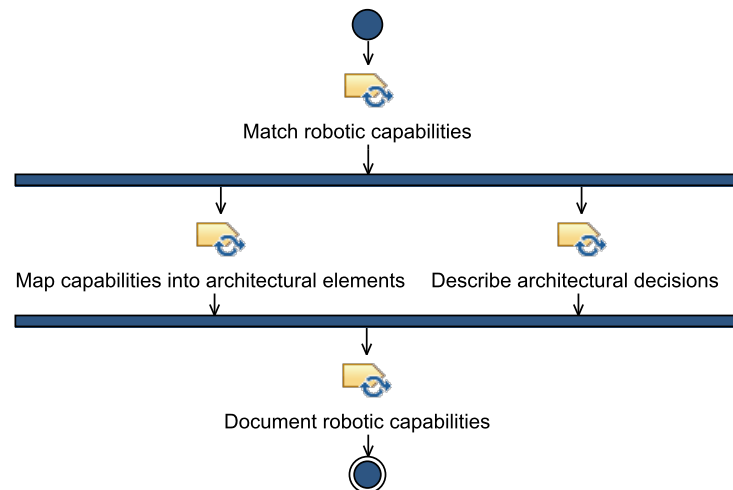 Match robotic capabilities
Map capabilities into architectural elements
Describe architectural decisions
Document robotic capabilities